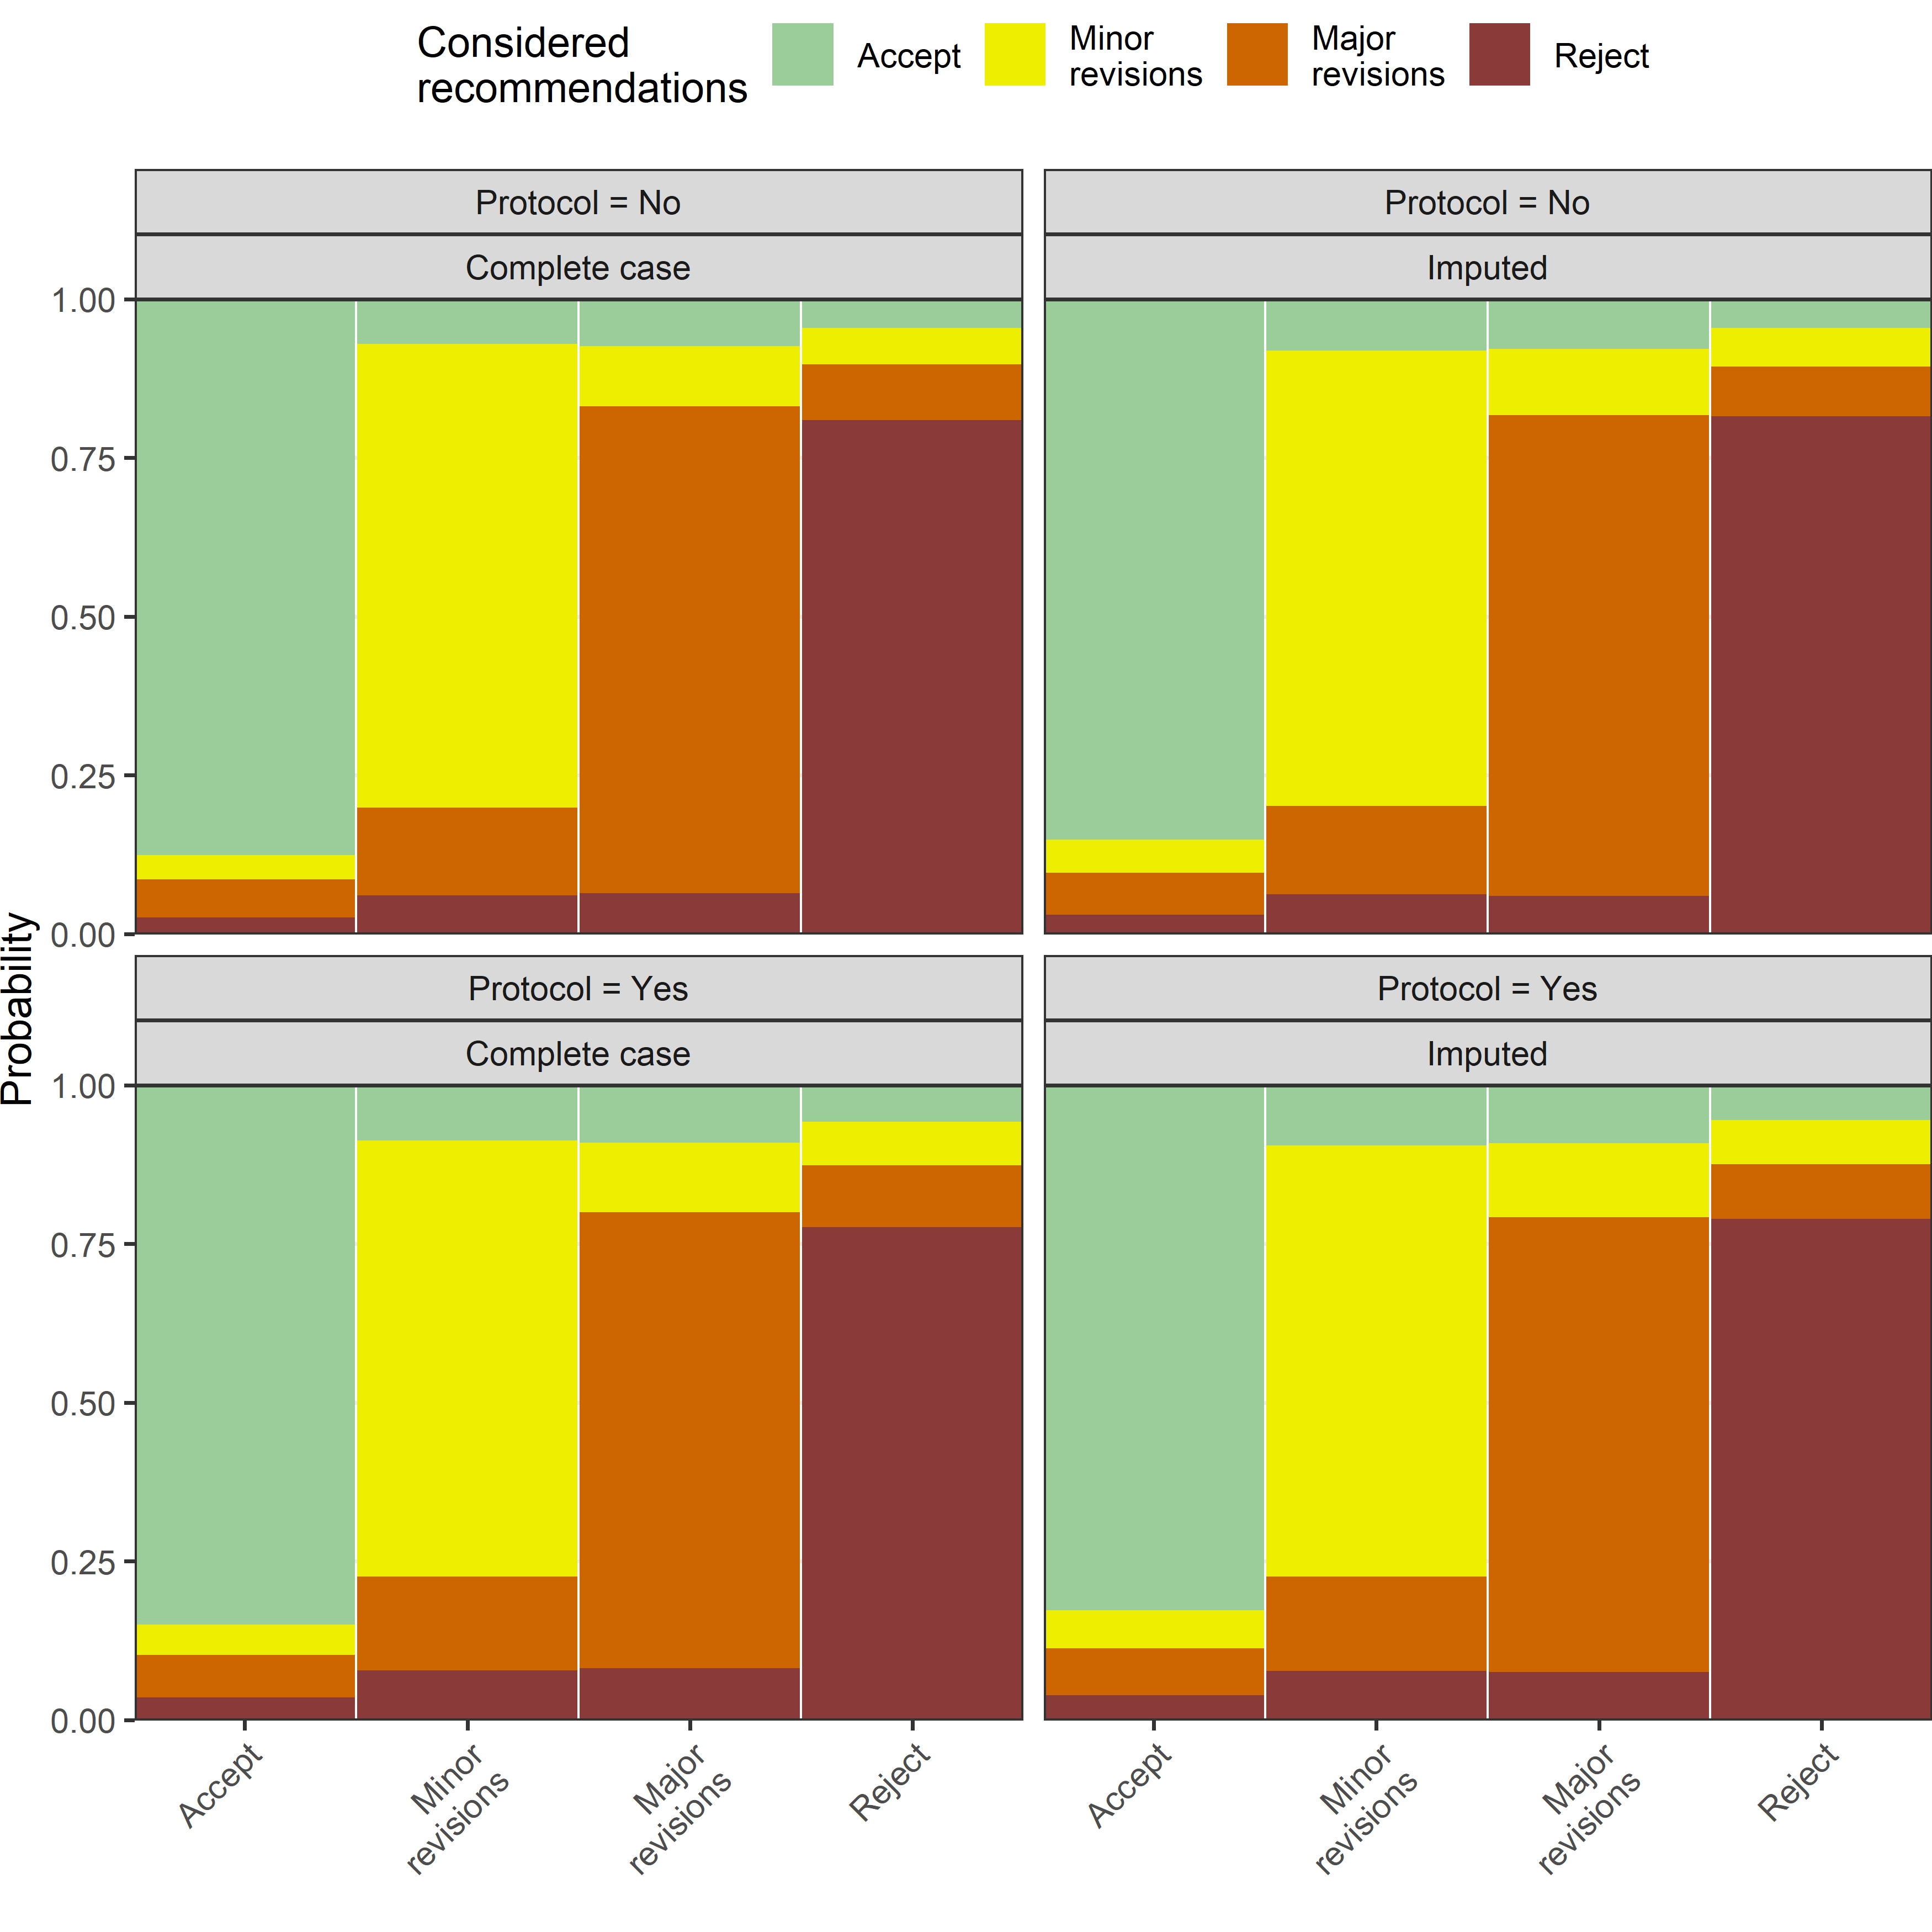 Considered
recommendations
Accept
Minor
revisions
Major
revisions
Reject
Protocol = No
Complete case
Protocol = No
Imputed
1.00
0.75
0.50
0.25
0.00
Probability
Protocol = Yes
Complete case
Protocol = Yes
Imputed
1.00
0.75
0.50
0.25
0.00
Accept
Minor
revisions
Major
revisions
Reject
Accept
Minor
revisions
Major
revisions
Reject